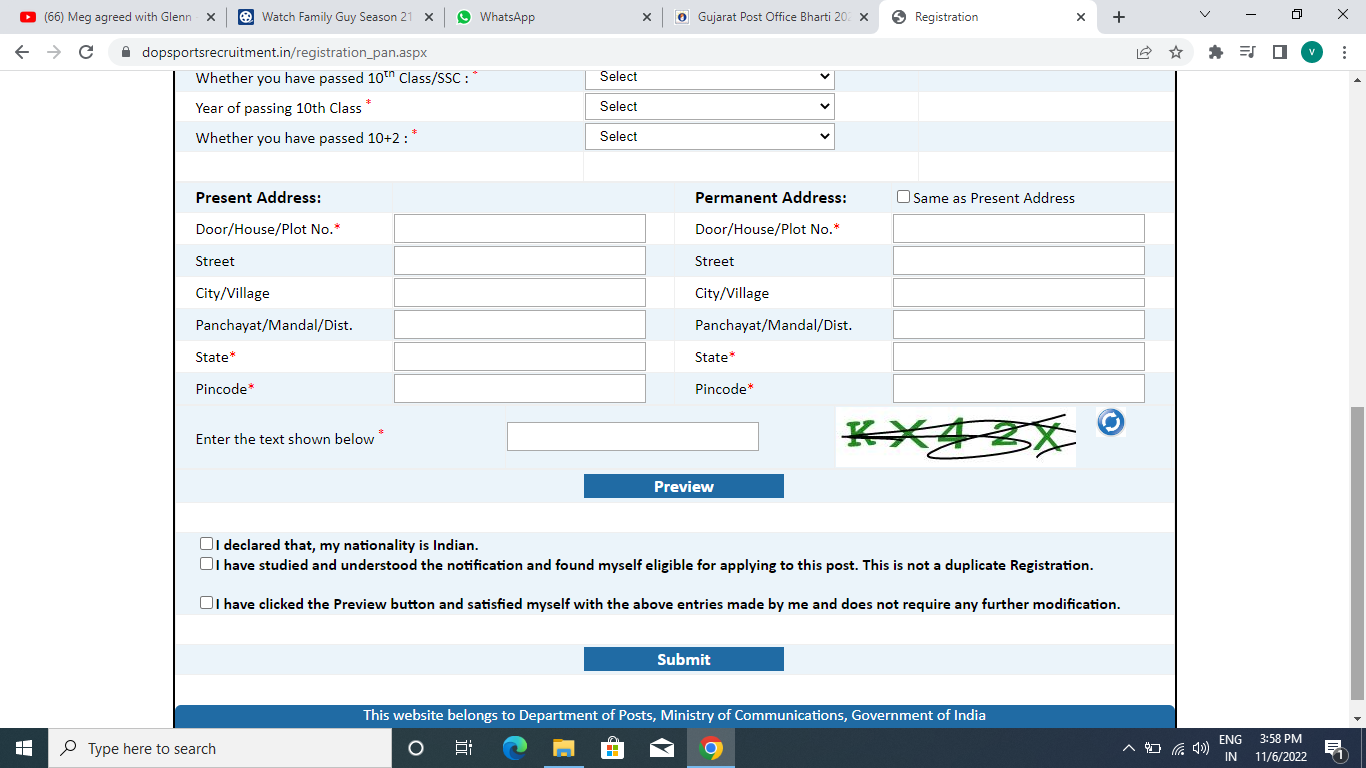 (66) Meg agreed with Glenn
Watch Family Guy Season 21
WhatsApp
Gujarat Post Office Bharti 20
Registration
dopsportsrecruitment.in/registration_pan.aspx
V
Whether you have passed 10th Class/SSC : * Select
Year of passing 10th Class * Select
Whether you have passed 10+2 : * Select
Present Address: Permanent Address: Same as Present Address
Door/House/Plot No.* Door/House/Plot No.*
Street Street
City/Village City/Village
Panchayat/Mandal/Dist. Panchayat/Mandal/Dist.
State* State*
Pincode* Pincode*
Enter the text shown below * KX42X
Preview
I declared that, my nationality is Indian.
I have studied and understood the notification and found myself eligible for applying to this post. This is not a duplicate Registration.
I have clicked the Preview button and satisfied myself with the above entries made by me and does not require any further modification.
Submit
This website belongs to Department of Posts, Ministry of Communications, Government of India
Type here to search
ENG
IN
3:58 PM
11/6/2022
1